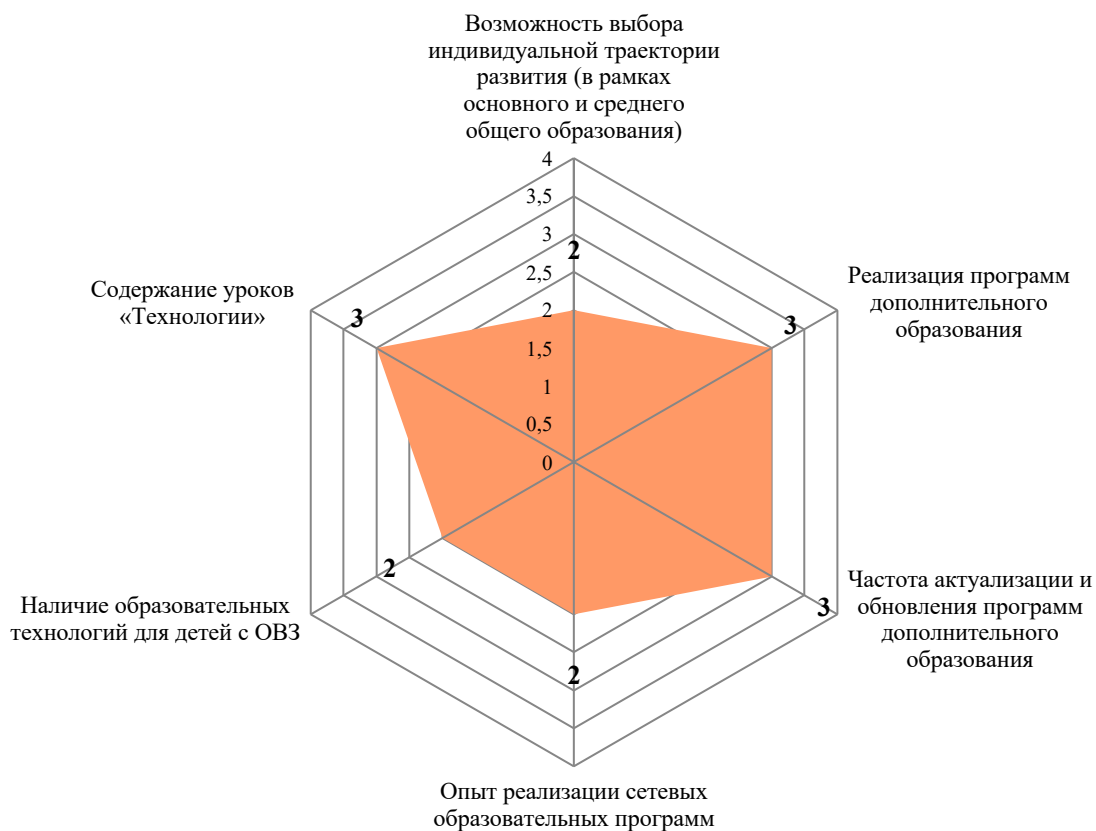 Возможность выбора
индивидуальной траектории
развития (в рамках
основного и среднего
общего образования)
4
3,5
3
2,5
2
1,5
1
0,5
0
2
Реализация программ
дополнительного
образования
3
Частота актуализации и
обновления программ
дополнительного
образования
3
Опыт реализации сетевых
образовательных программ
2
Наличие образовательных
технологий для детей с ОВЗ
2
Содержание уроков
«Технологии»
3